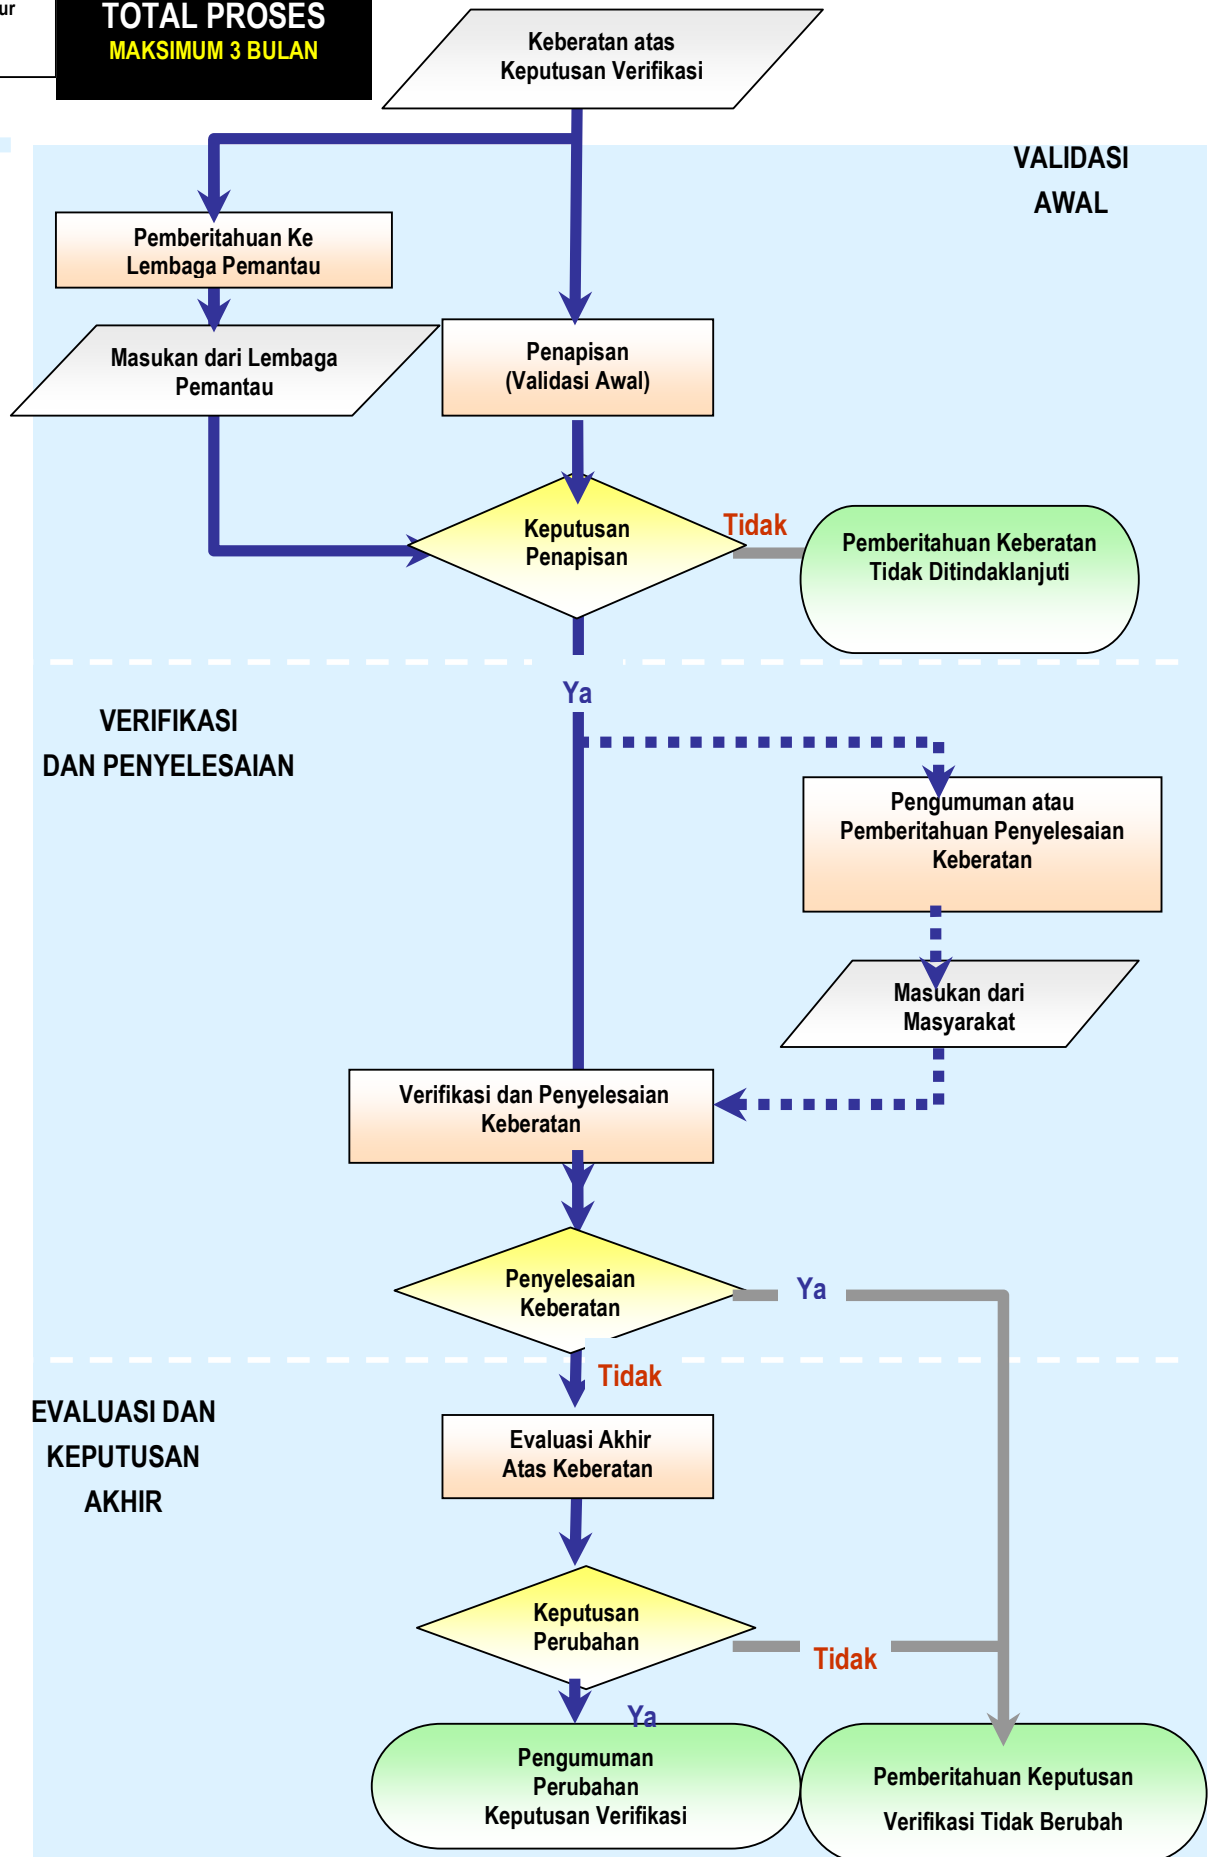 ur
TOTAL PROSES
MAKSIMUM 3 BULAN
Keberatan atas
Keputusan Verifikasi
VALIDASI
AWAL
Pemberitahuan Ke
Lembaga Pemantau
Masukan dari Lembaga
Pemantau
Penapisan
(Validasi Awal)
Keputusan
Penapisan
Tidak
Pemberitahuan Keberatan
Tidak Ditindaklanjuti
Ya
VERIFIKASI
DAN PENYELESAIAN
Pengumuman atau
Pemberitahuan Penyelesaian
Keberatan
Masukan dari
Masyarakat
Verifikasi dan Penyelesaian
Keberatan
Penyelesaian
Keberatan
Ya
Tidak
EVALUASI DAN
KEPUTUSAN
AKHIR
Evaluasi Akhir
Atas Keberatan
Keputusan
Perubahan
Tidak
Ya
Pengumuman
Perubahan
Keputusan Verifikasi
Pemberitahuan Keputusan
Verifikasi Tidak Berubah